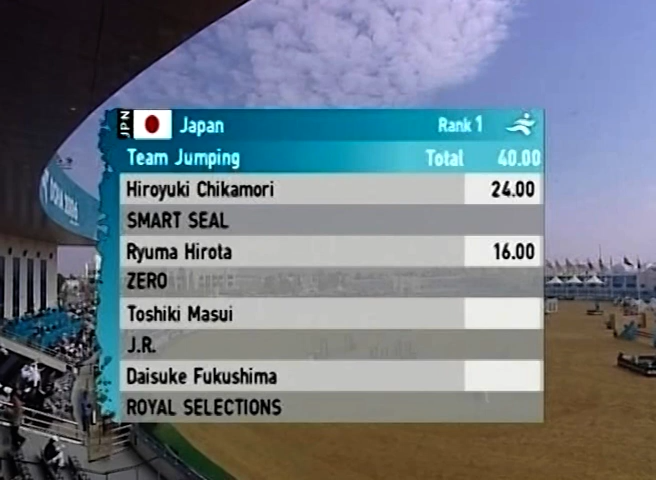 JPN Japan Rank 1
Team Jumping Total 40.00
Hiroyuki Chikamori 24.00
SMART SEAL
Ryuma Hirota 16.00
ZERO
Toshiki Masui
J.R.
Daisuke Fukushima
ROYAL SELECTIONS